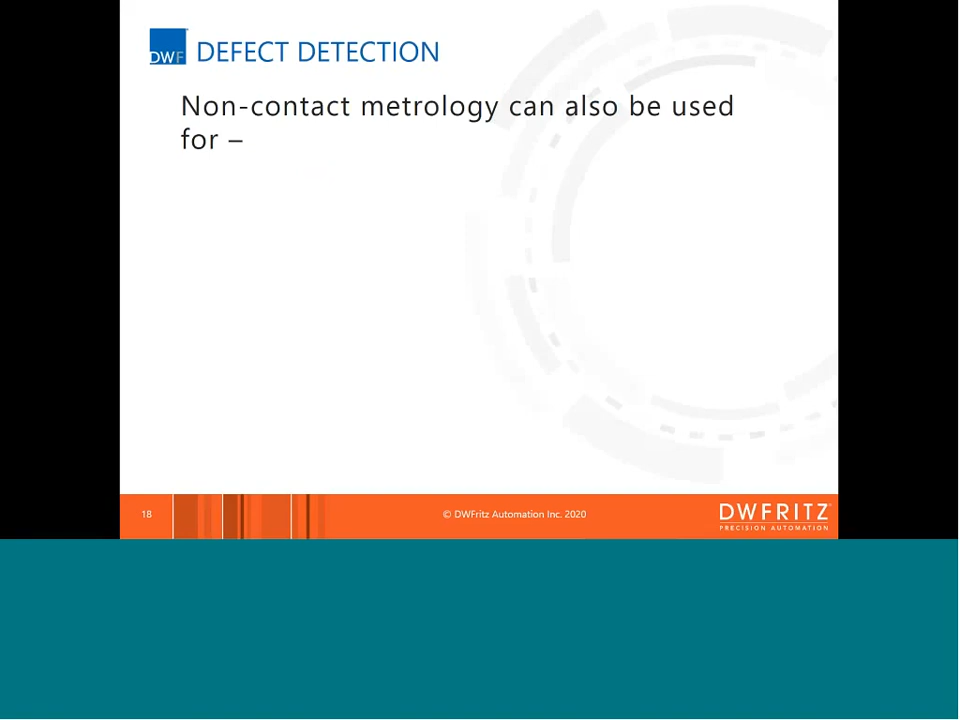 DWF DEFECT DETECTION
Non-contact metrology can also be used
for –
18
© DWFritz Automation Inc. 2020
DWFRITZ
PRECISION AUTOMATION